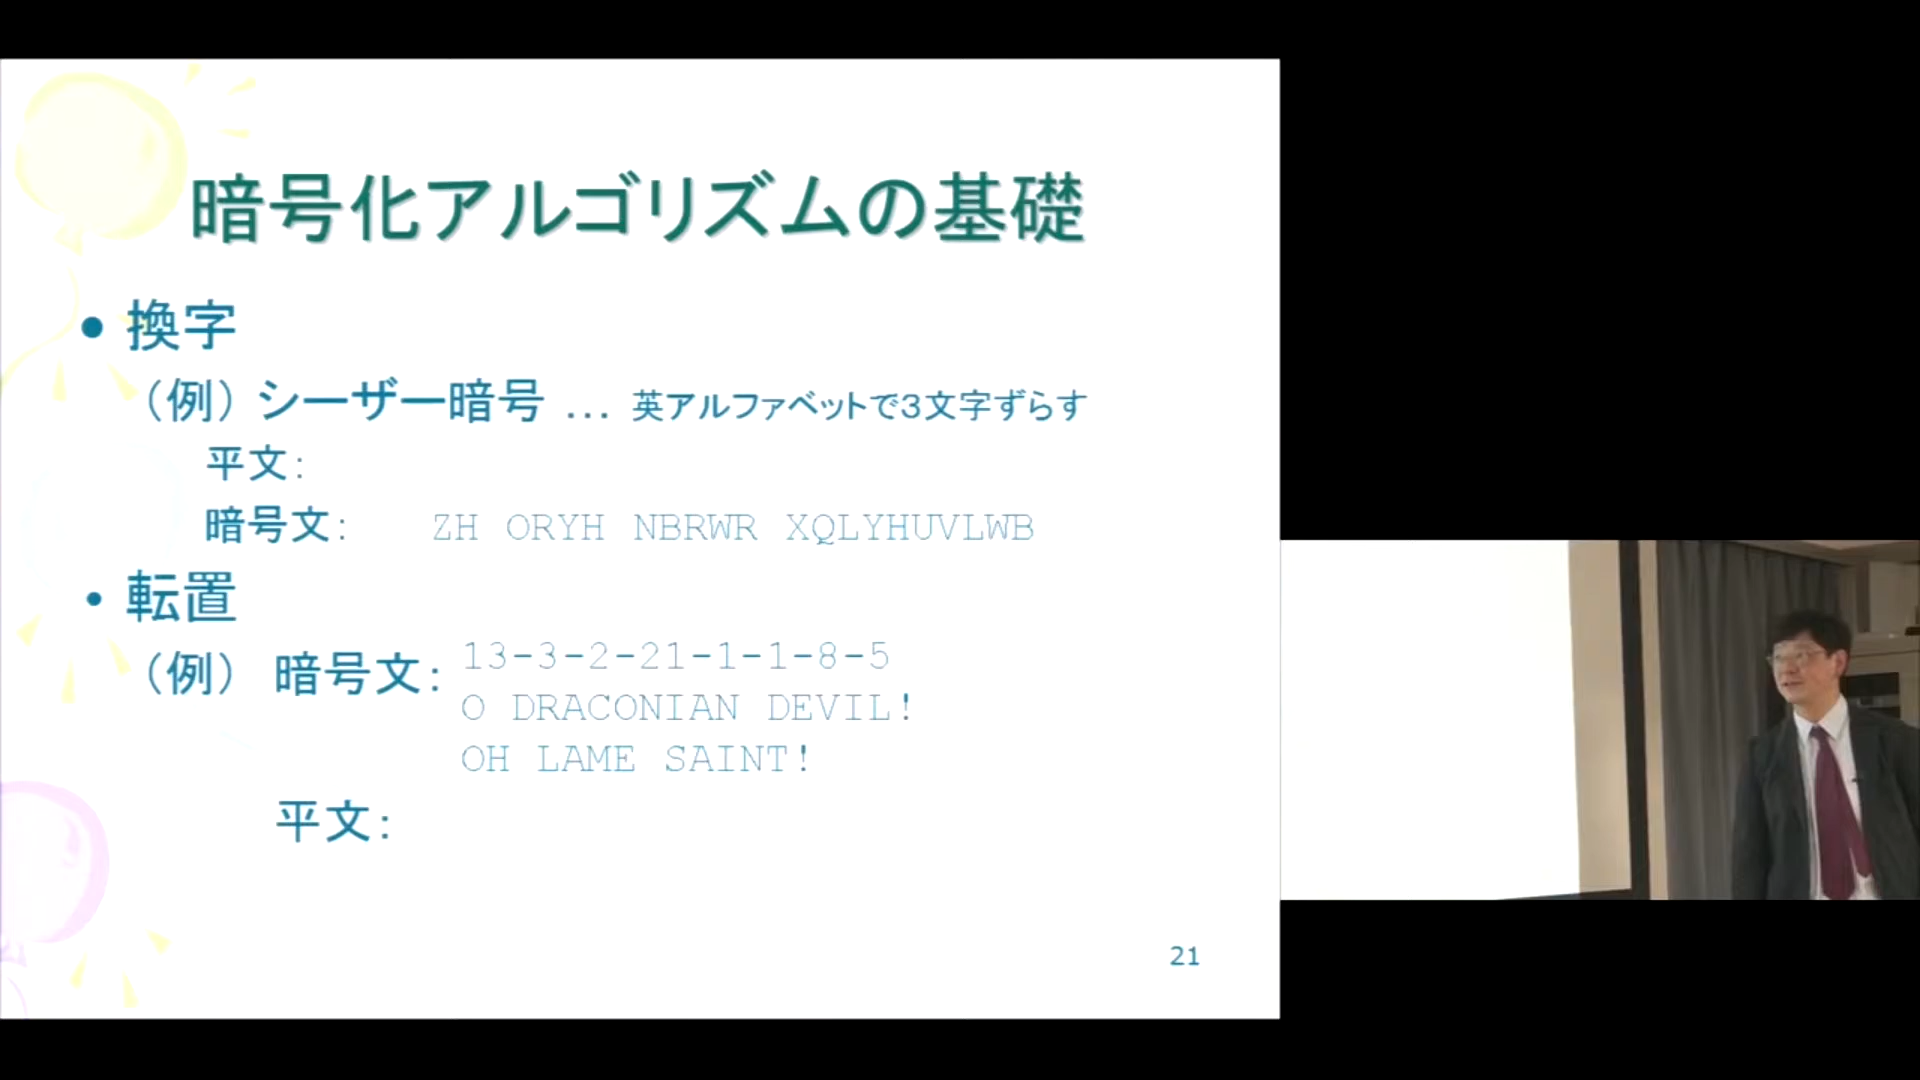 暗号化アルゴリズムの基礎
• 換字
（例） シーザー暗号 … 英アルファベットで３文字ずらす
平文：
暗号文： ZH ORYH NBRWR XQLYHUVLWB
• 転置
（例） 暗号文： 13-3-2-21-1-1-8-5
O DRACONIAN DEVIL!
OH LAME SAINT!
平文：
21